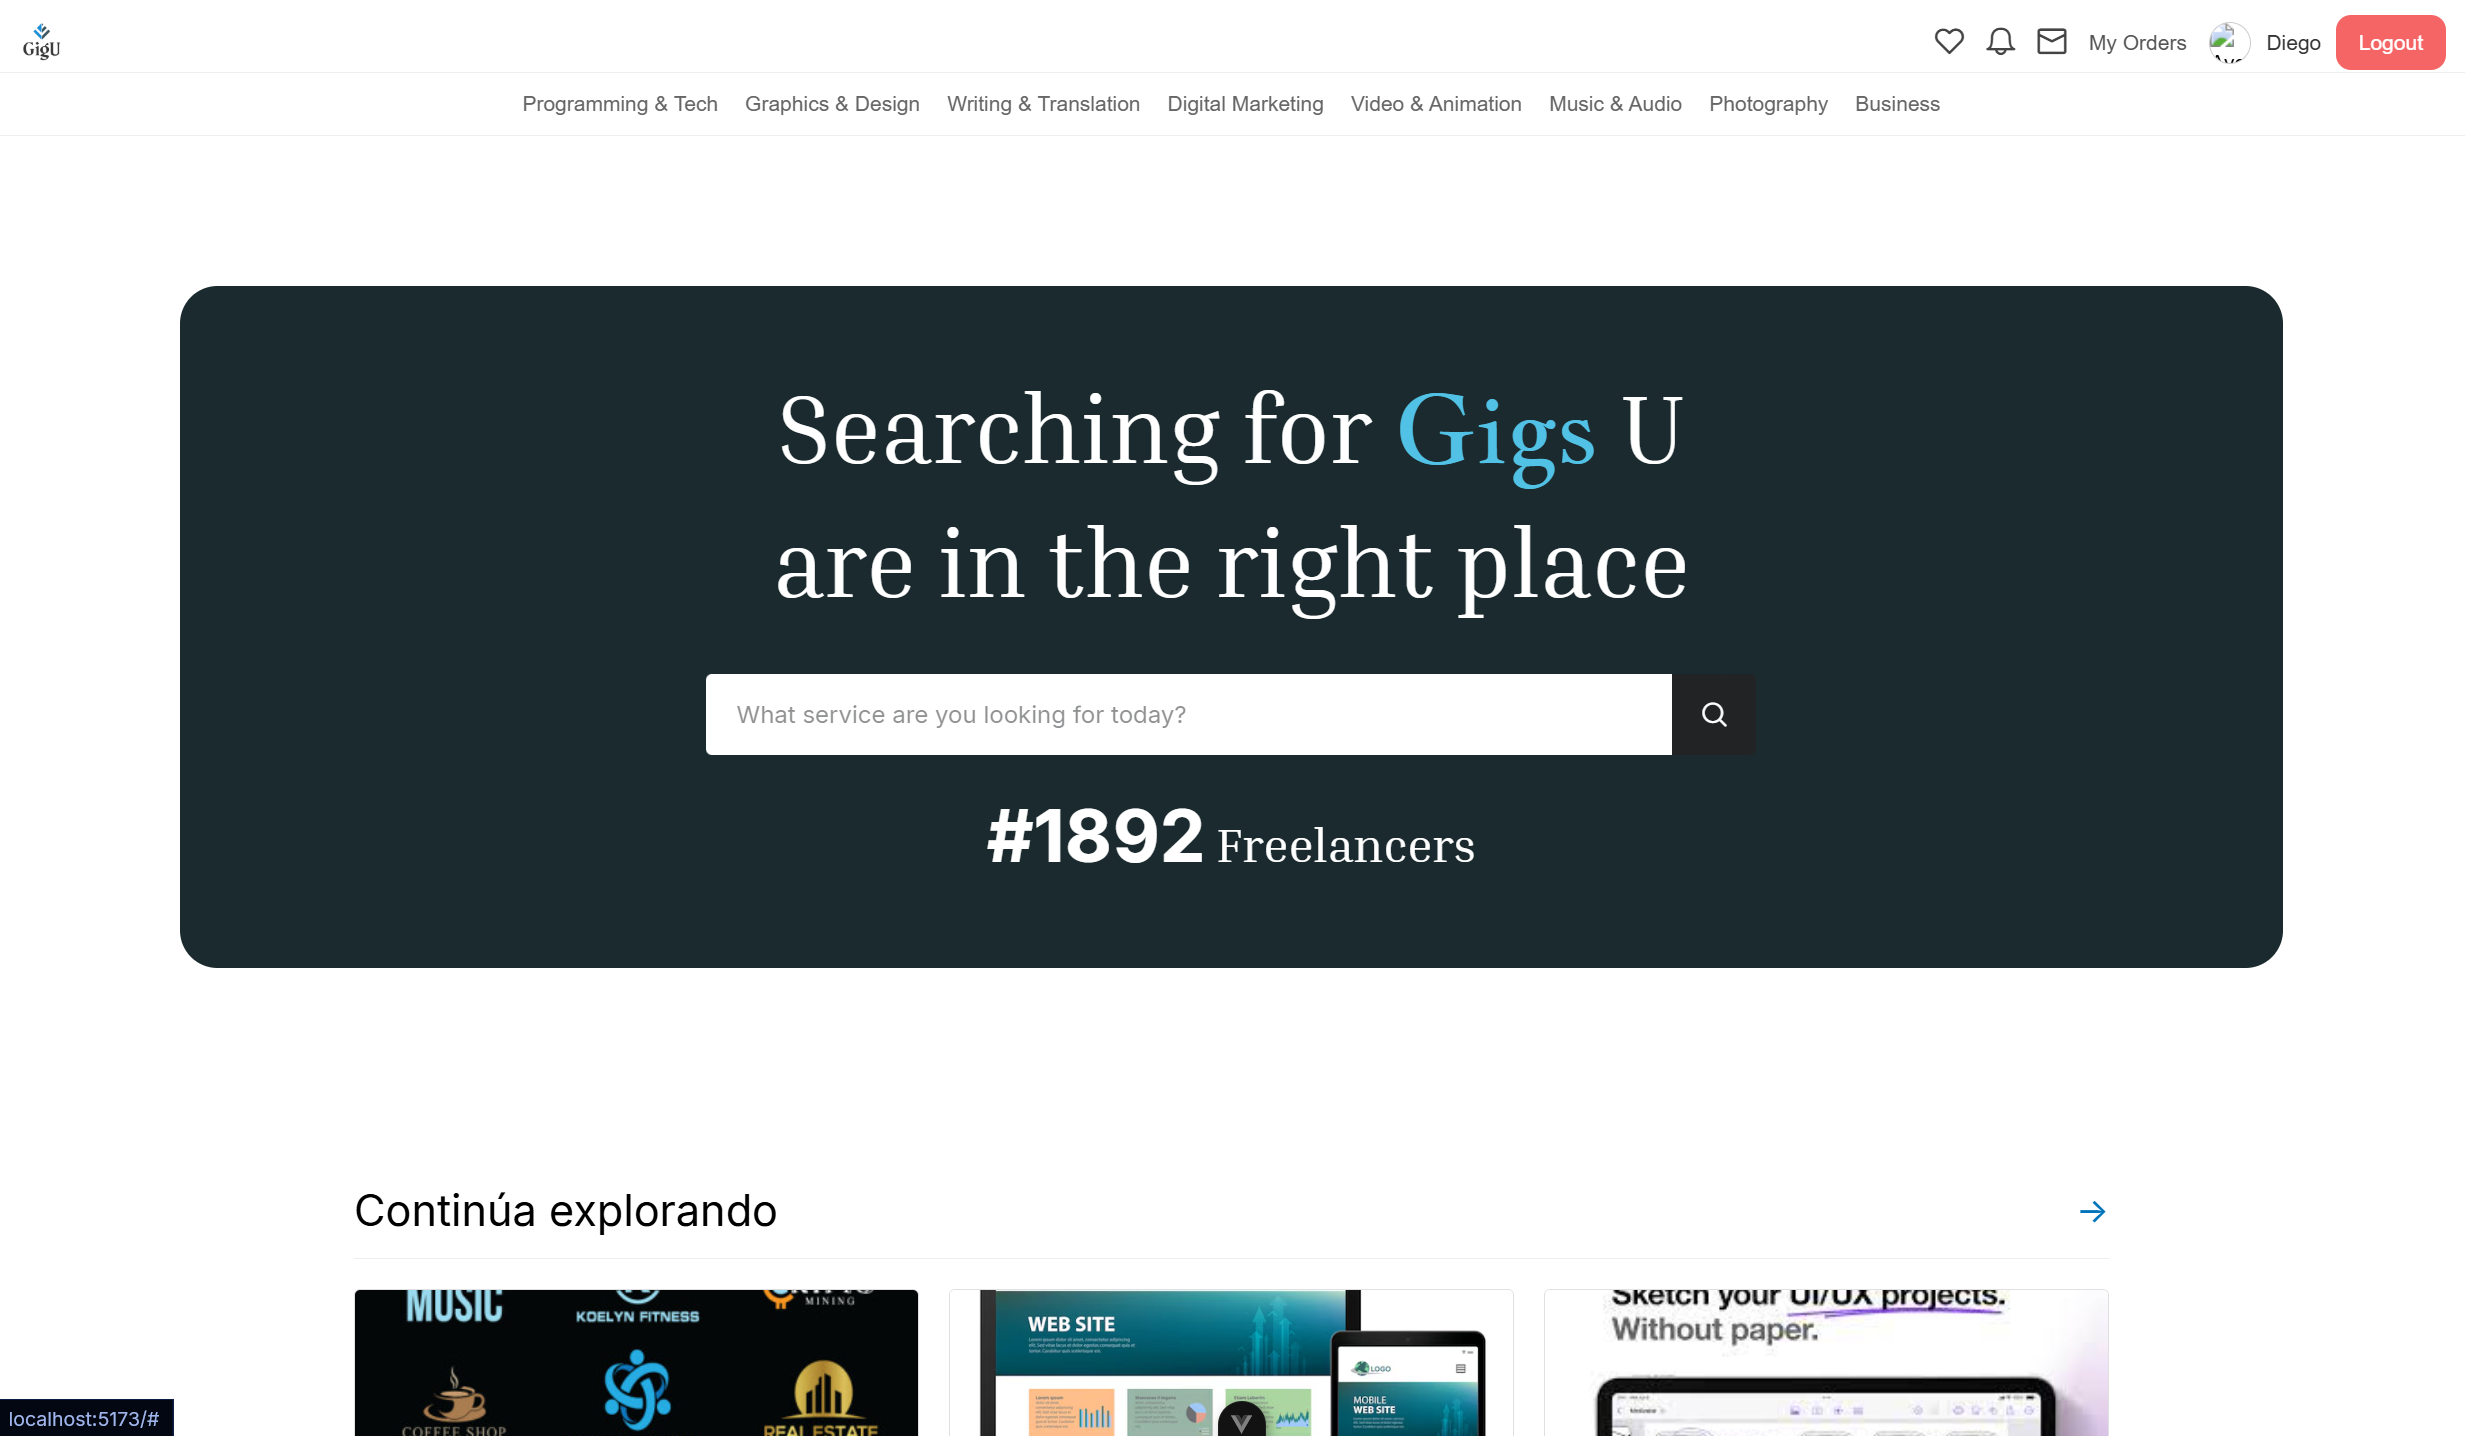 GigU
My Orders
Diego
Logout
Programming & Tech
Graphics & Design
Writing & Translation
Digital Marketing
Video & Animation
Music & Audio
Photography
Business
Searching for Gigs U
are in the right place
What service are you looking for today?
#1892 Freelancers
Continúa explorando
MUSIC
KOELYN FITNESS
MINING
COFFEE SHOP
REAL ESTATE
WEB SITE
LOGO
MOBILE
WEB SITE
Sketch your UI/UX projects.
Without paper.
localhost:5173/#